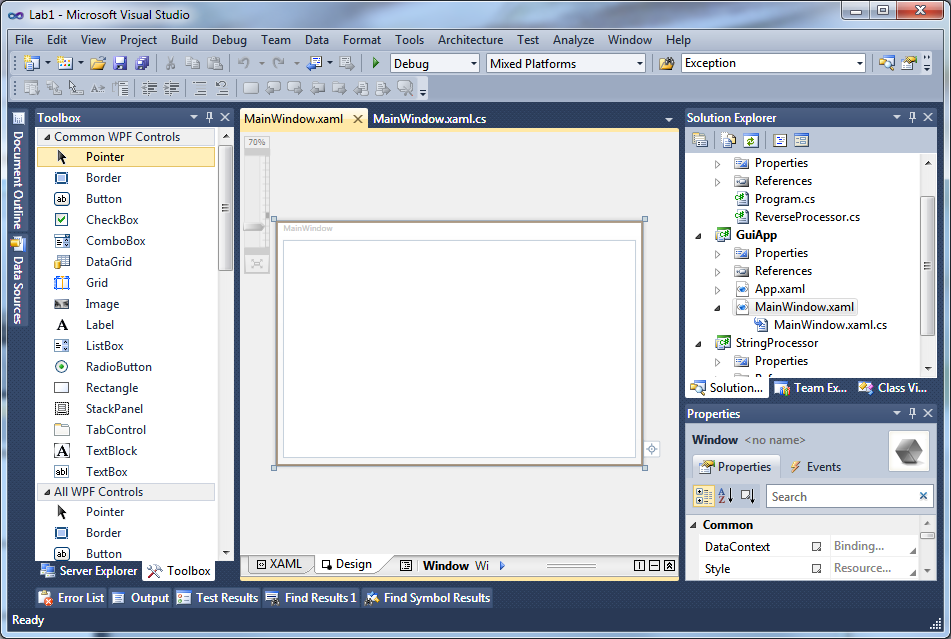 Lab1 - Microsoft Visual Studio
File Edit View Project Build Debug Team Data Format Tools Architecture Test Analyze Window Help
Debug Mixed Platforms Exception
Document Outline
Data Sources
Toolbox
Common WPF Controls
Pointer
Border
Button
CheckBox
ComboBox
DataGrid
Grid
Image
Label
ListBox
RadioButton
Rectangle
StackPanel
TabControl
TextBlock
TextBox
All WPF Controls
Pointer
Border
Button
Server Explorer Toolbox
MainWindow.xaml MainWindow.xaml.cs
70%
MainWindow
XAML Design Window Wi
Solution Explorer
Properties
References
Program.cs
ReverseProcessor.cs
GuiApp
Properties
References
App.xaml
MainWindow.xaml
MainWindow.xaml.cs
StringProcessor
Properties
Solution... Team Ex... Class Vi...
Properties
Window <no name>
Properties Events
Search
Common
DataContext Binding...
Style Resource...
Error List Output Test Results Find Results 1 Find Symbol Results
Ready